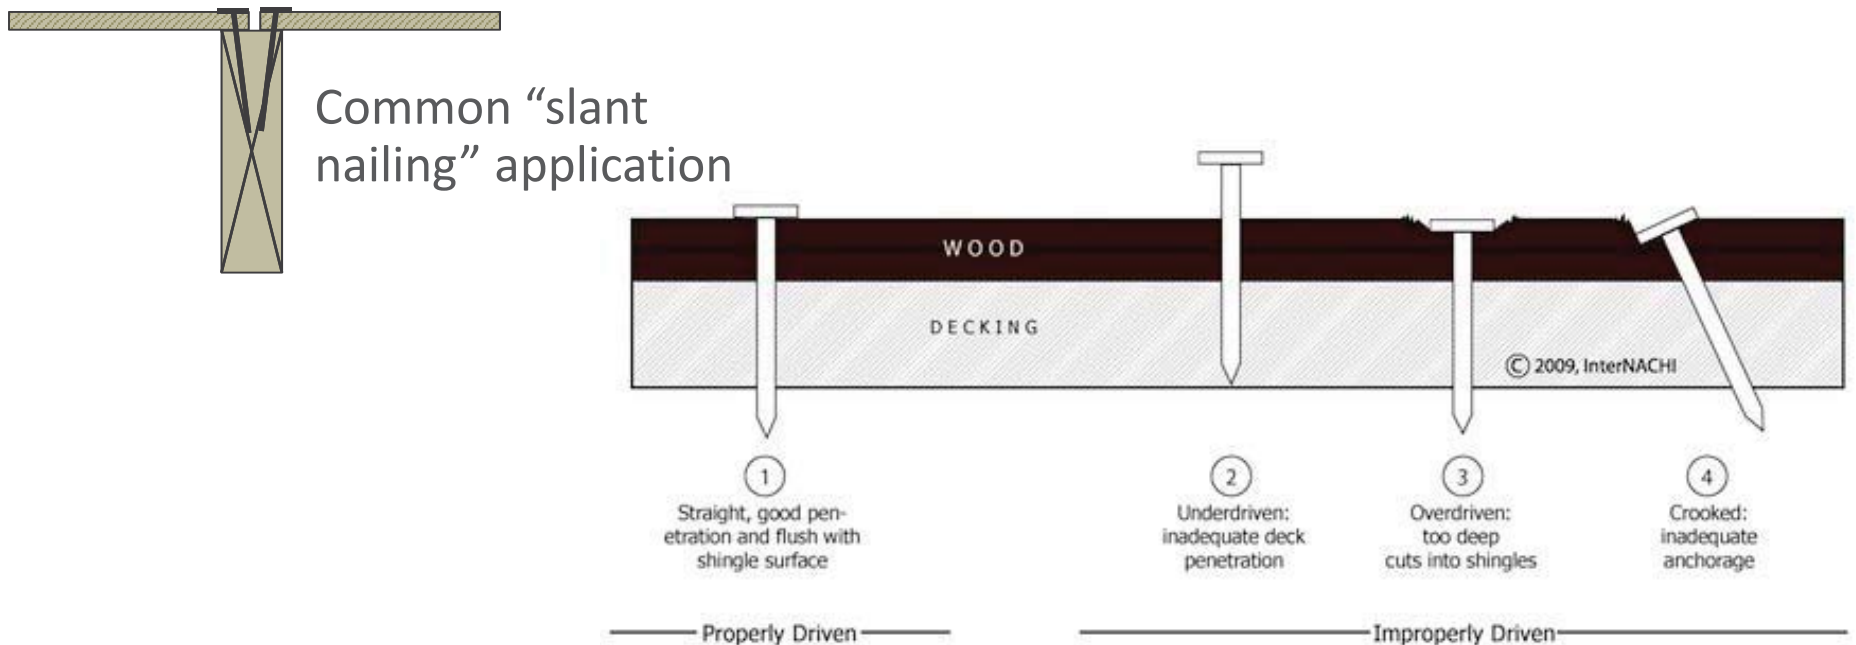 Common “slant
nailing” application
WOOD
DECKING
© 2009, InterNACHI
1
Straight, good pen-
etration and flush with
shingle surface
2
Underdriven:
inadequate deck
penetration
3
Overdriven:
too deep
cuts into shingles
4
Crooked:
inadequate
anchorage
Properly Driven
Improperly Driven